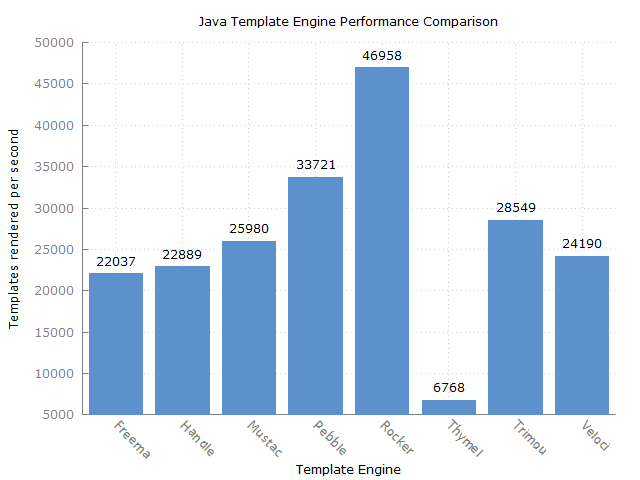 Java Template Engine Performance Comparison
Templates rendered per second
50000
45000
40000
35000
30000
25000
20000
15000
10000
5000
22037
22889
25980
33721
46958
6768
28549
24190
Freema
Handle
Mustac
Pebble
Rocker
Thymel
Trimou
Veloci
Template Engine